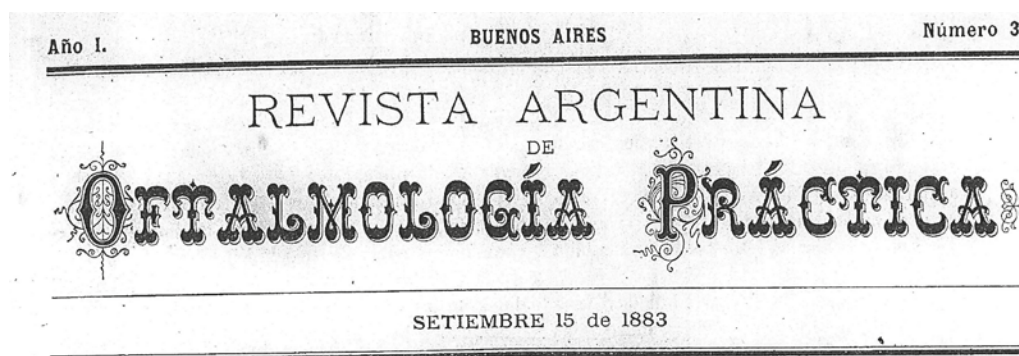 Año I. BUENOS AIRES Número 3
REVISTA ARGENTINA
DE
OFTALMOLOGÍA PRÁCTICA
SETIEMBRE 15 de 1883